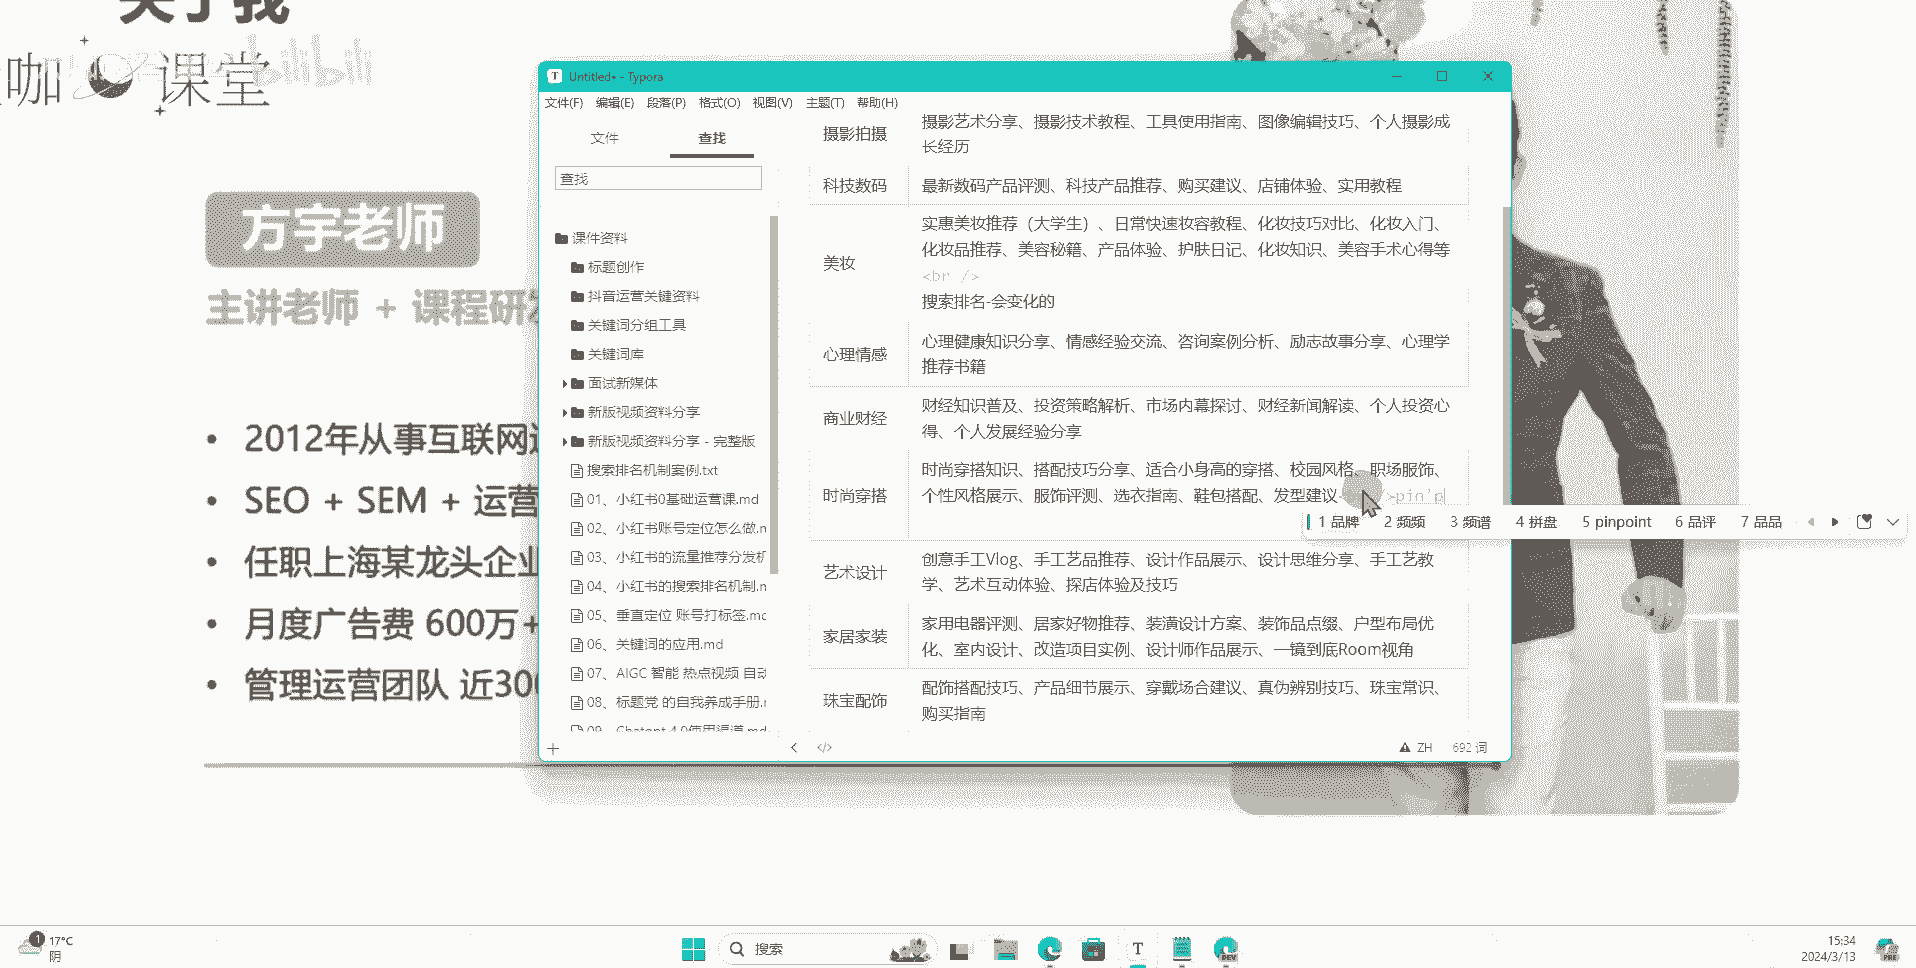 关于我
咖 课堂
bilibili
方宇老师
主讲老师 + 课程研发
• 2012年从事互联网运
• SEO + SEM + 运营
• 任职上海某龙头企业
• 月度广告费 600万+
• 管理运营团队 近300
Untitled• - Typora
文件(F) 编辑(E) 段落(P) 格式(O) 视图(V) 主题(T) 帮助(H)
文件 查找
查找
课件资料
标题创作
抖音运营关键资料
关键词分组工具
关键词库
面试新媒体
新版视频资料分享
新版视频资料分享 - 完整版
搜索排名机制案例.txt
01、小红书0基础运营课.md
02、小红书账号定位怎么做.n
03、小红书的流量推荐分发机
04、小红书的搜索排名机制.n
05、垂直定位 账号打标签.mc
06、关键词的应用.md
07、AIGC 智能 热点视频 自动
08、标题党 的自我养成手册.r
09、Chatgpt 4.0使用渠道.md
摄影拍摄
摄影艺术分享、摄影技术教程、工具使用指南、图像编辑技巧、个人摄影成
长经历
科技数码
最新数码产品评测、科技产品推荐、购买建议、店铺体验、实用教程
美妆
实惠美妆推荐（大学生）、日常快速妆容教程、化妆技巧对比、化妆入门、
化妆品推荐、美容秘籍、产品体验、护肤日记、化妆知识、美容手术心得等
<br />
搜索排名-会变化的
心理情感
心理健康知识分享、情感经验交流、咨询案例分析、励志故事分享、心理学
推荐书籍
商业财经
财经知识普及、投资策略解析、市场内幕探讨、财经新闻解读、个人投资心
得、个人发展经验分享
时尚穿搭
时尚穿搭知识、搭配技巧分享、适合小身高的穿搭、校园风格、职场服饰、
个性风格展示、服饰评测、选衣指南、鞋包搭配、发型建议 >pin'p
1 品牌 2 频频 3 频谱 4 拼盘 5 pinpoint 6 品评 7 品品
艺术设计
创意手工Vlog、手工艺品推荐、设计作品展示、设计思维分享、手工艺教
学、艺术互动体验、探店体验及技巧
家居家装
家用电器评测、居家好物推荐、装潢设计方案、装饰品点缀、户型布局优
化、室内设计、改造项目实例、设计师作品展示、一镜到底Room视角
珠宝配饰
配饰搭配技巧、产品细节展示、穿戴场合建议、真伪辨别技巧、珠宝常识、
购买指南
ZH 692 词
1 17°C
阴
搜索
T
DEV
15:34
2024/3/13
PRE